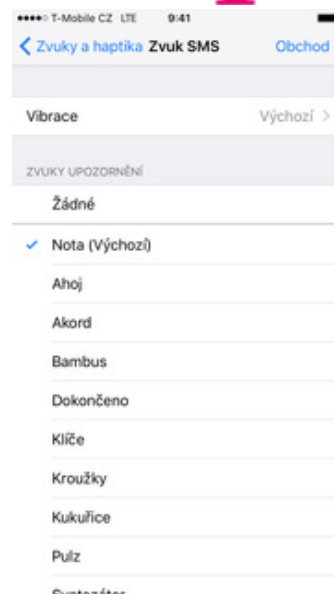 T-Mobile CZ LTE 9:41
Zvuky a haptika Zvuk SMS Obchod
Vibrace Výchozí
ZVUKY UPOZORNĚNÍ
Žádné
Nota (Výchozí)
Ahoj
Akord
Bambus
Dokončeno
Klíče
Kroužky
Kukuřice
Pulz